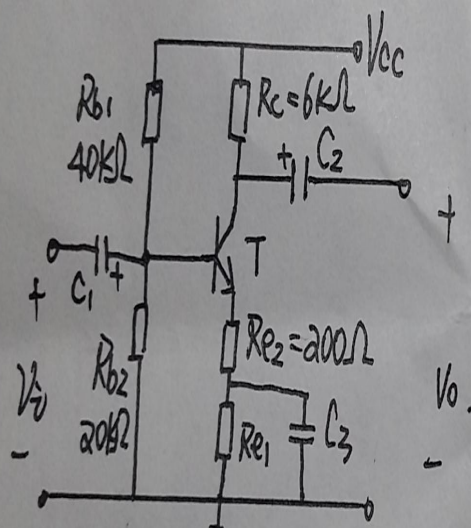 Vcc
Rb1
40kΩ
Rc=6kΩ
+ C2
+
T
C1 +
+
Re2=200Ω
Rb2
20kΩ
Vi
Vo
Re1
C3
-
-